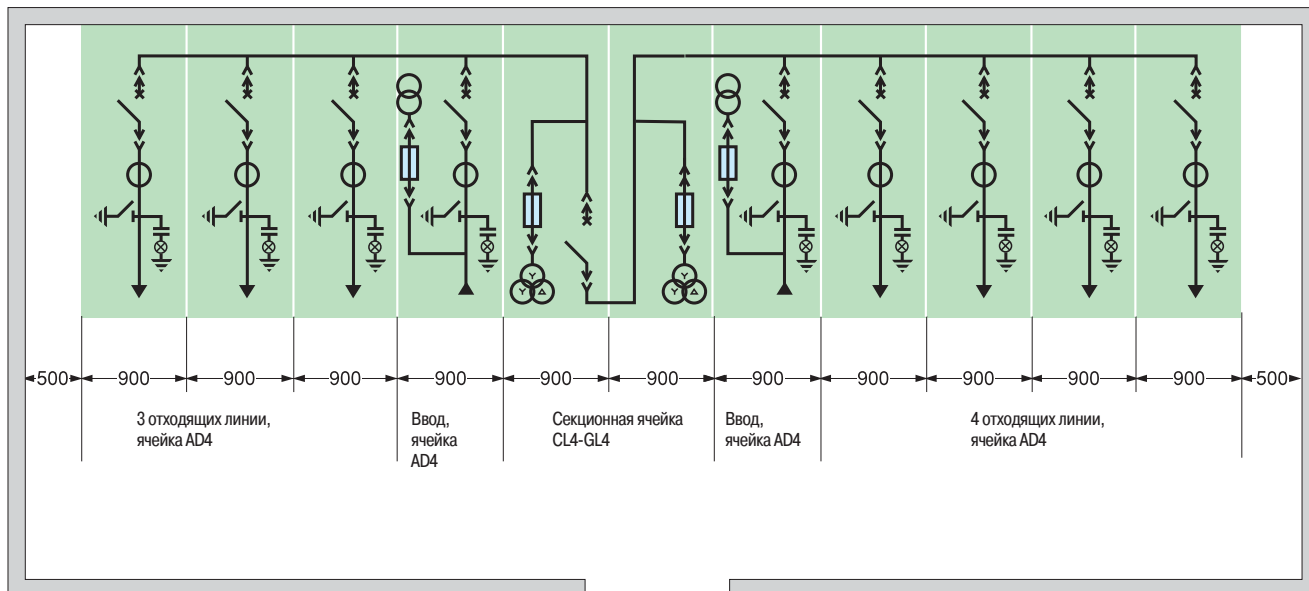 500 900 900 900 900 900 900 900 900 900 900 900 500
3 отходящих линии,
ячейка AD4
Ввод,
ячейка
AD4
Секционная ячейка
CL4-GL4
Ввод,
ячейка AD4
4 отходящих линии,
ячейка AD4